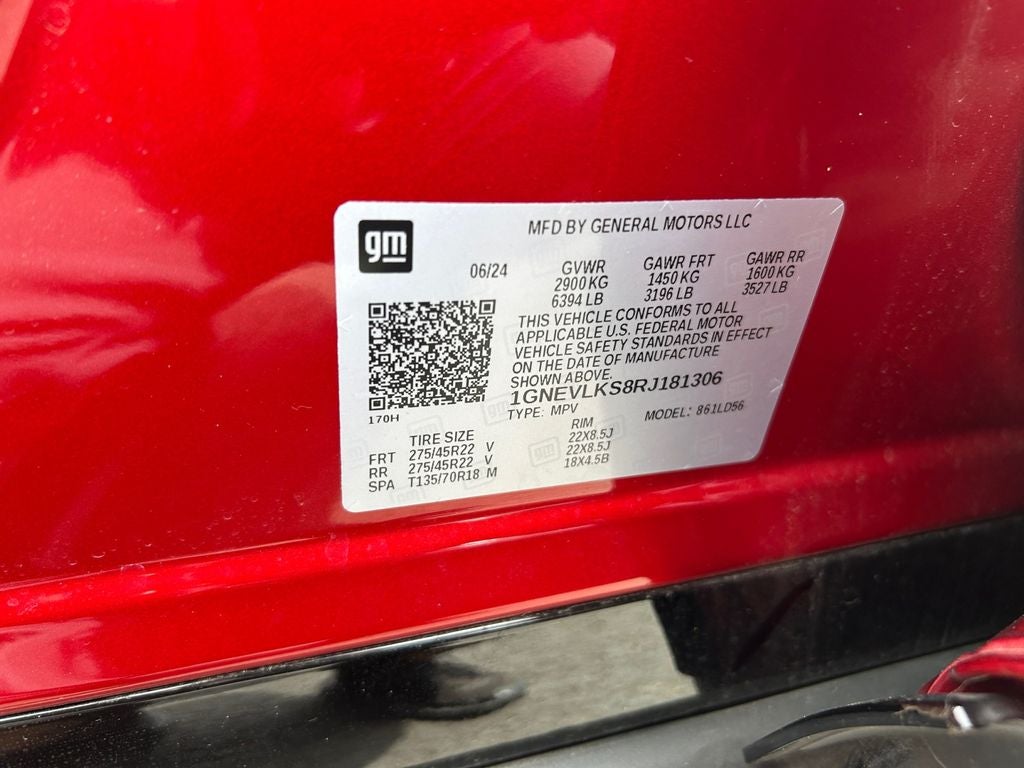 gm
MFD BY GENERAL MOTORS LLC
06/24
GVWR GAWR FRT GAWR RR
2900 KG 1450 KG 1600 KG
6394 LB 3196 LB 3527 LB
THIS VEHICLE CONFORMS TO ALL
APPLICABLE U.S. FEDERAL MOTOR
VEHICLE SAFETY STANDARDS IN EFFECT
ON THE DATE OF MANUFACTURE
SHOWN ABOVE.
1GNEVLKS8RJ181306
170H
TYPE: MPV MODEL: 861LD56
TIRE SIZE RIM
FRT 275/45R22 V 22X8.5J
RR 275/45R22 V 22X8.5J
SPA T135/70R18 M 18X4.5B